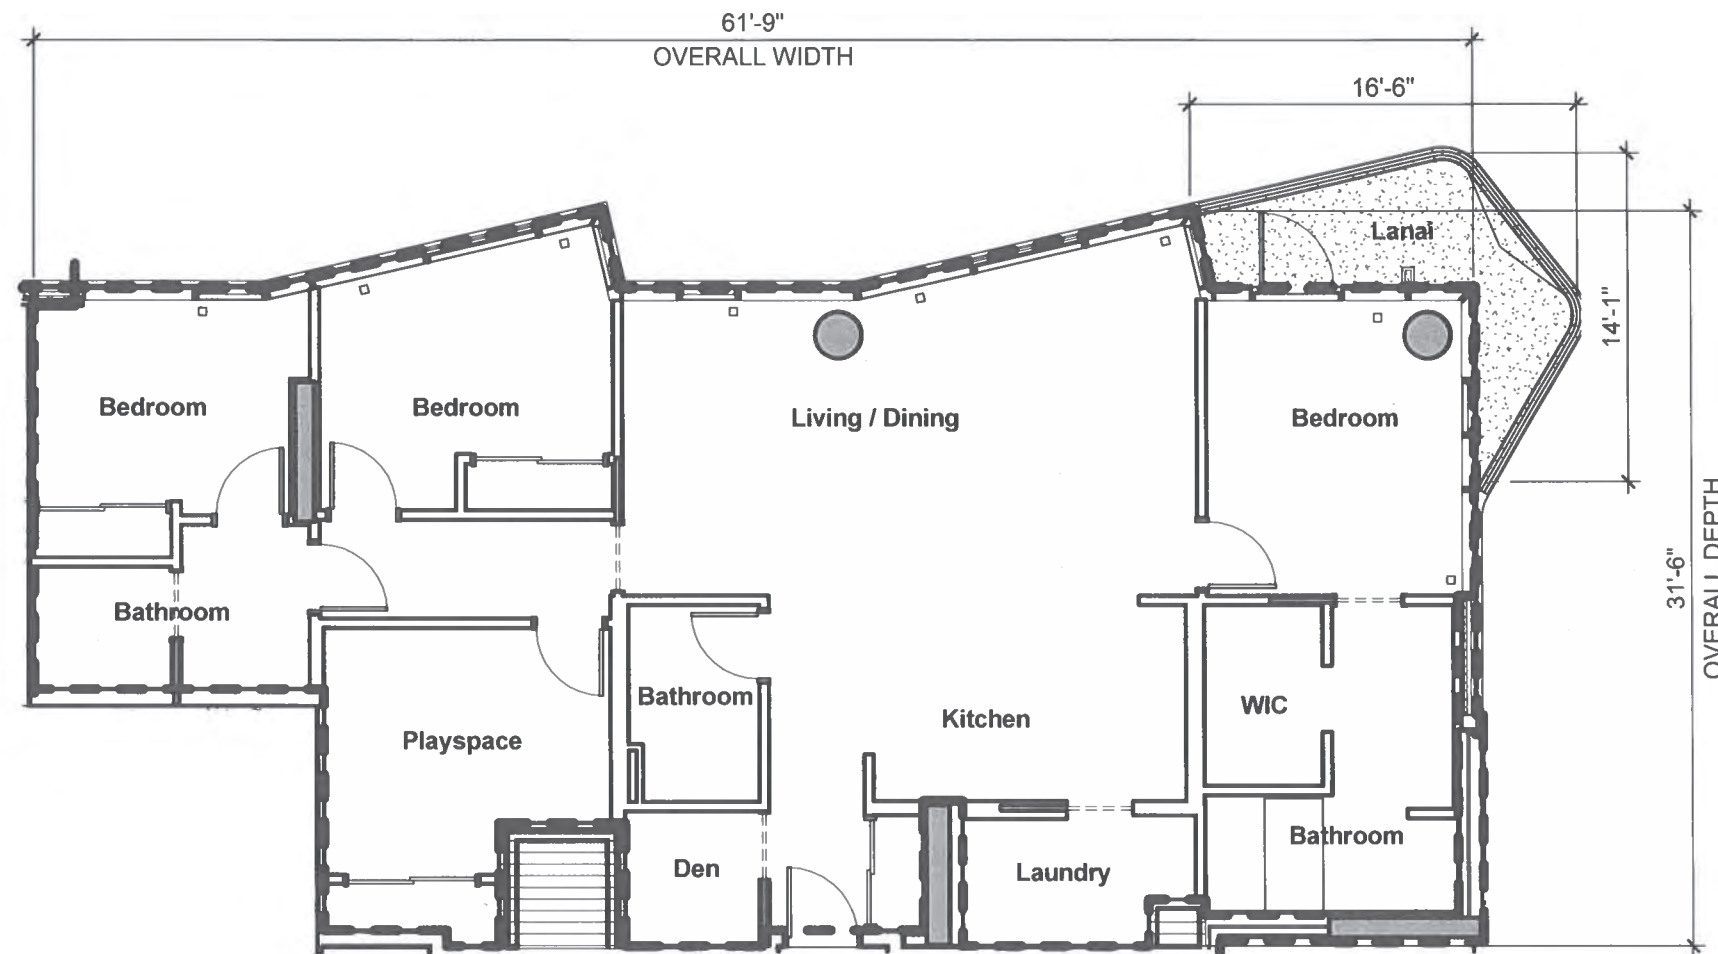 61'-9"
OVERALL WIDTH
16'-6"
Lanai
14'-1"
Bedroom
Bedroom
Living / Dining
Bedroom
31'-6"
OVERALL DEPTH
Bathroom
Bathroom
WIC
Kitchen
Playspace
Bathroom
Den
Laundry